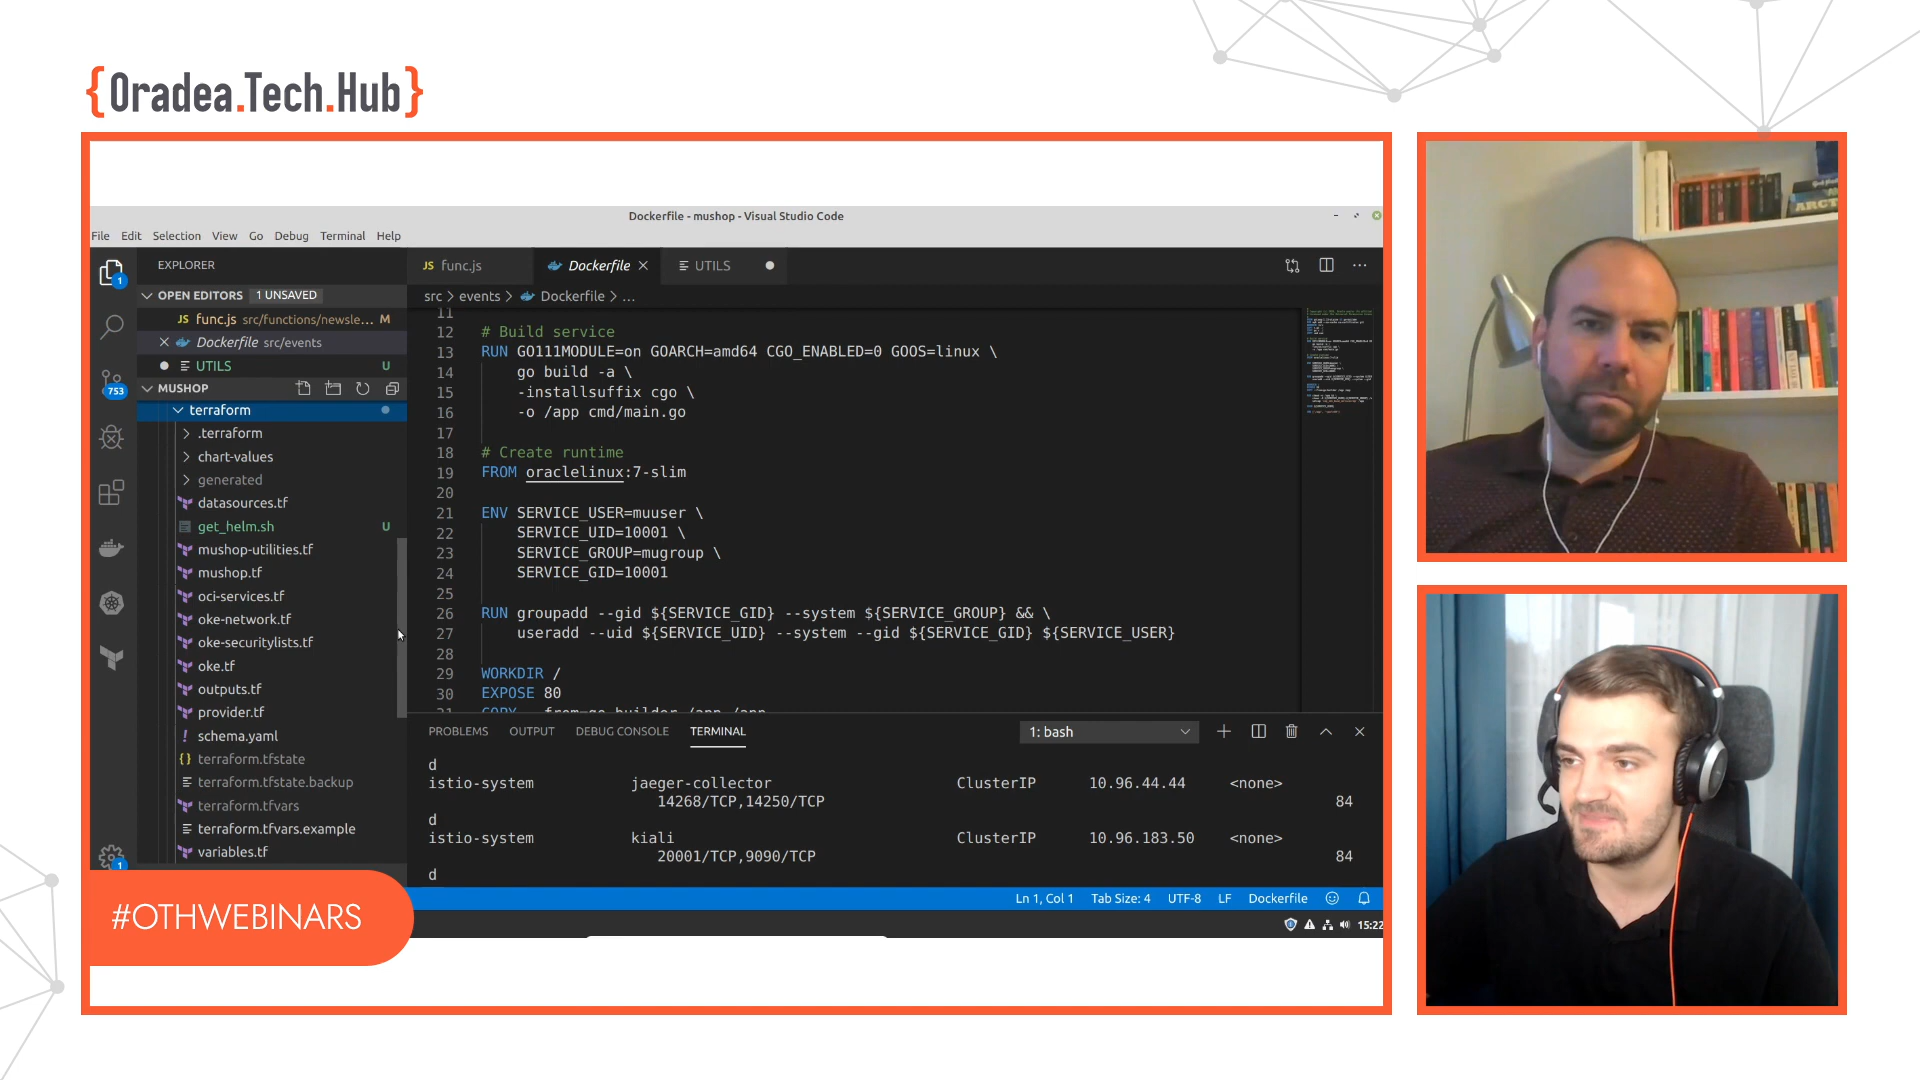 {Oradea.Tech.Hub}
Dockerfile - mushop - Visual Studio Code
File Edit Selection View Go Debug Terminal Help
EXPLORER
OPEN EDITORS 1 UNSAVED
JS func.js src/functions/newsle... M
Dockerfile src/events
UTILS U
MUSHOP
terraform
.terraform
chart-values
generated
datasources.tf
get_helm.sh U
mushop-utilities.tf
mushop.tf
oci-services.tf
oke-network.tf
oke-securitylists.tf
oke.tf
outputs.tf
provider.tf
! schema.yaml
{} terraform.tfstate
terraform.tfstate.backup
terraform.tfvars
terraform.tfvars.example
variables.tf
1
753
1
JS func.js Dockerfile UTILS
src > events > Dockerfile > ...
11
12 # Build service
13 RUN GO111MODULE=on GOARCH=amd64 CGO_ENABLED=0 GOOS=linux \
14 go build -a \
15 -installsuffix cgo \
16 -o /app cmd/main.go
17
18 # Create runtime
19 FROM oraclelinux:7-slim
20
21 ENV SERVICE_USER=muuser \
22 SERVICE_UID=10001 \
23 SERVICE_GROUP=mugroup \
24 SERVICE_GID=10001
25
26 RUN groupadd --gid ${SERVICE_GID} --system ${SERVICE_GROUP} && \
27 useradd --uid ${SERVICE_UID} --system --gid ${SERVICE_GID} ${SERVICE_USER}
28
29 WORKDIR /
30 EXPOSE 80
PROBLEMS OUTPUT DEBUG CONSOLE TERMINAL 1: bash
d
istio-system jaeger-collector ClusterIP 10.96.44.44 <none>
14268/TCP,14250/TCP 84
d
istio-system kiali ClusterIP 10.96.183.50 <none>
20001/TCP,9090/TCP 84
d
Ln 1, Col 1 Tab Size: 4 UTF-8 LF Dockerfile
15:22
#OTHWEBINARS